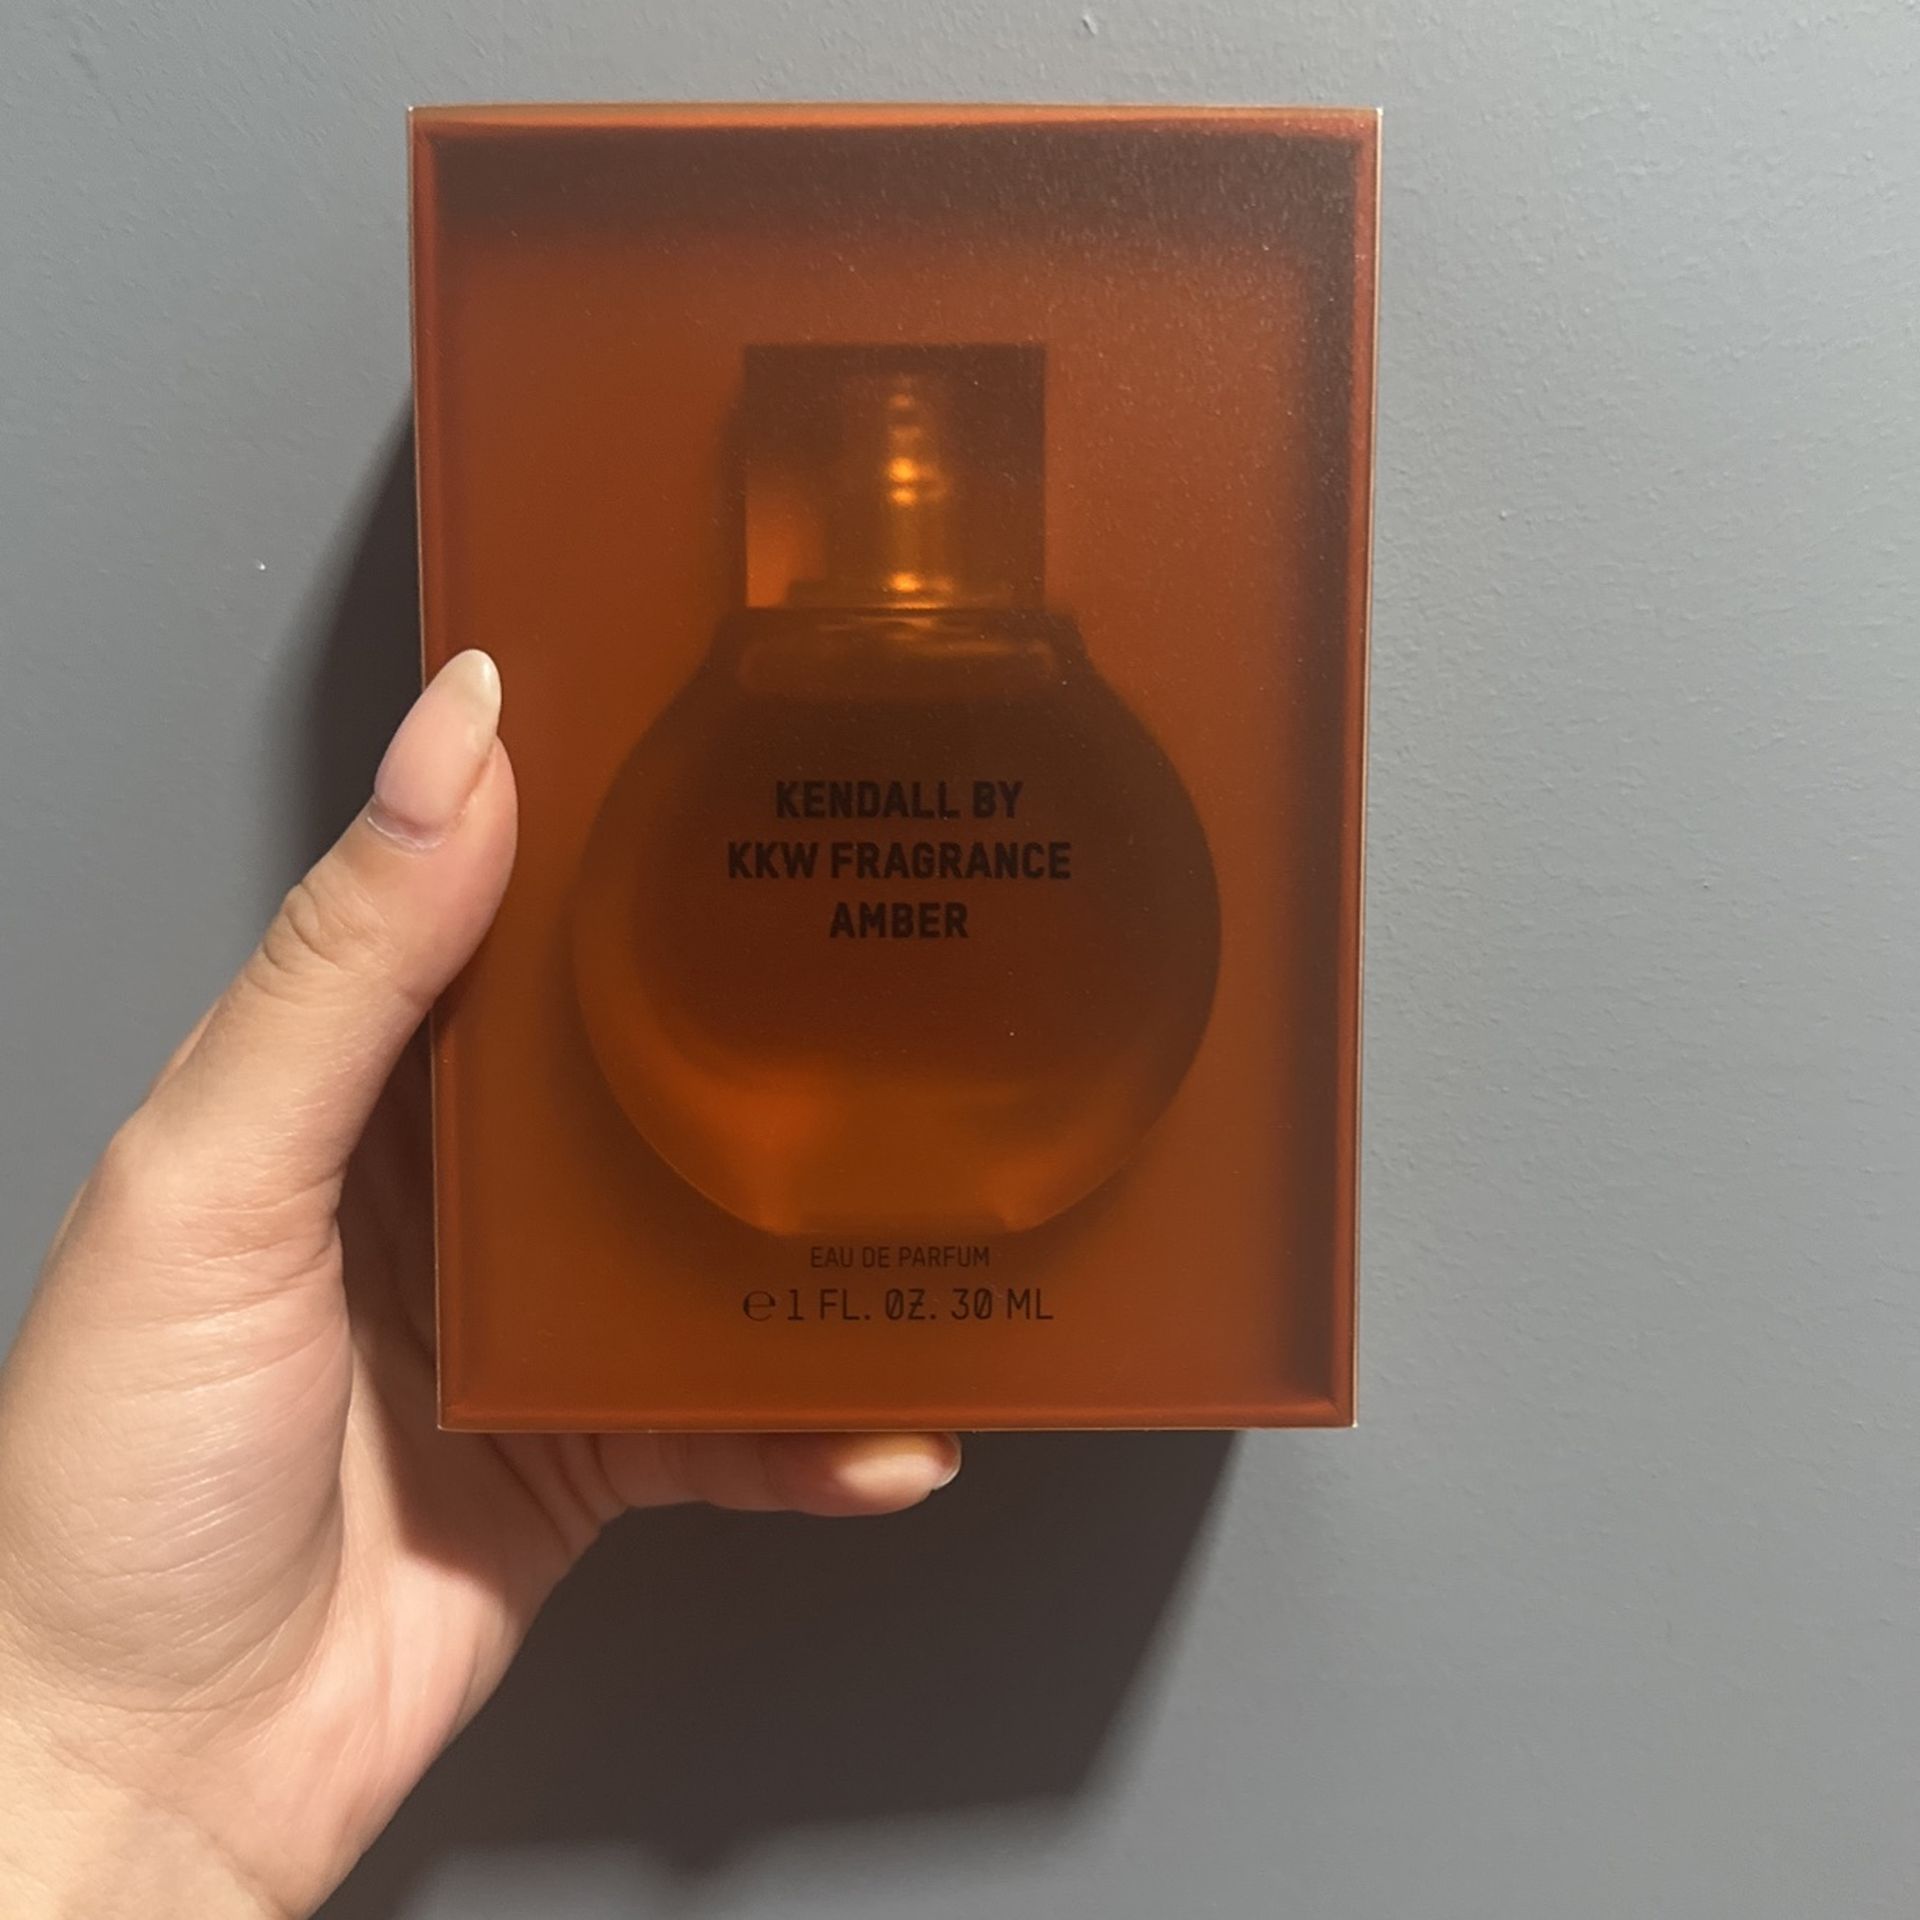 KENDALL BY
KKW FRAGRANCE
AMBER
EAU DE PARFUM
℮ 1 FL. OZ. 30 ML